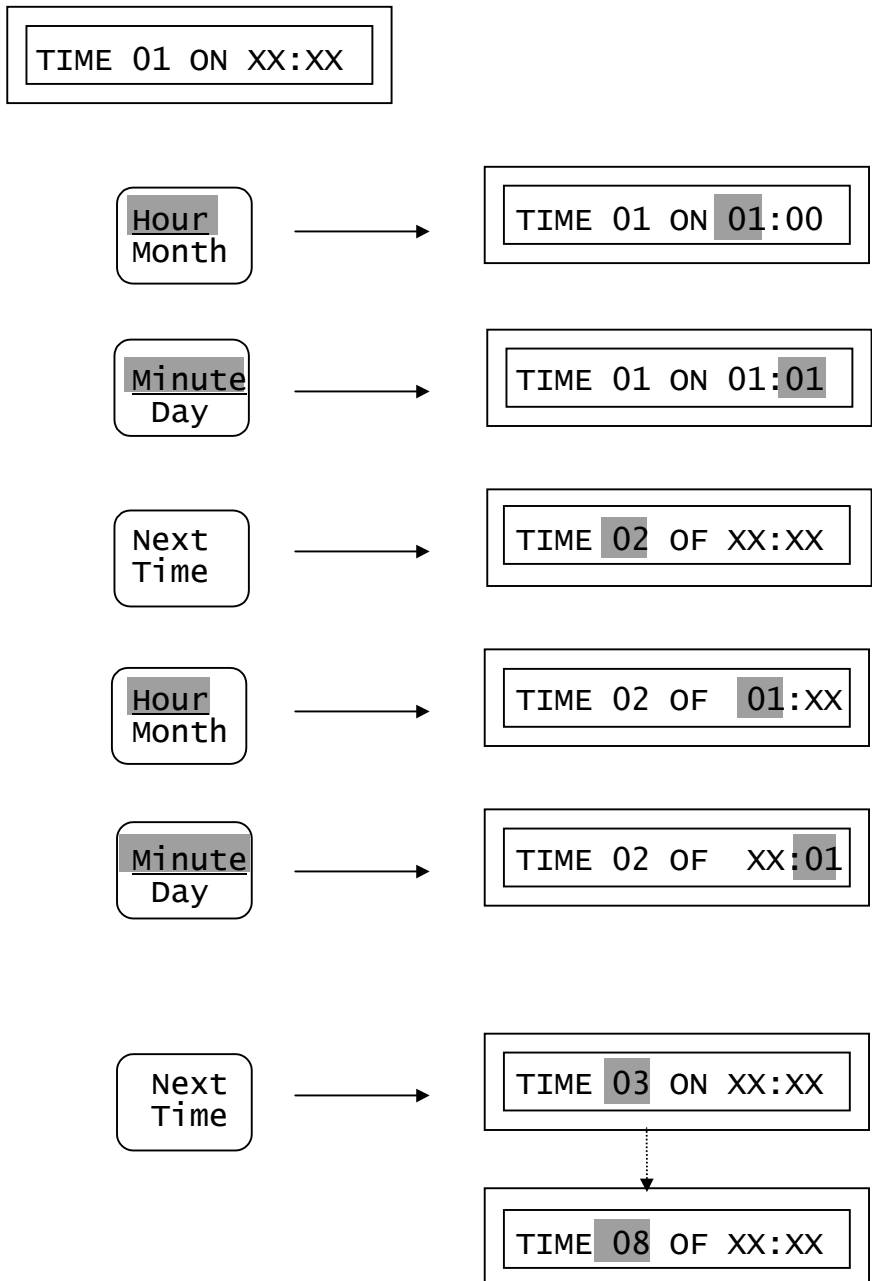 TIME 01 ON XX:XX
Hour
Month
TIME 01 ON 01:00
Minute
Day
TIME 01 ON 01:01
Next
Time
TIME 02 OF XX:XX
Hour
Month
TIME 02 OF 01:XX
Minute
Day
TIME 02 OF XX:01
Next
Time
TIME 03 ON XX:XX
TIME 08 OF XX:XX